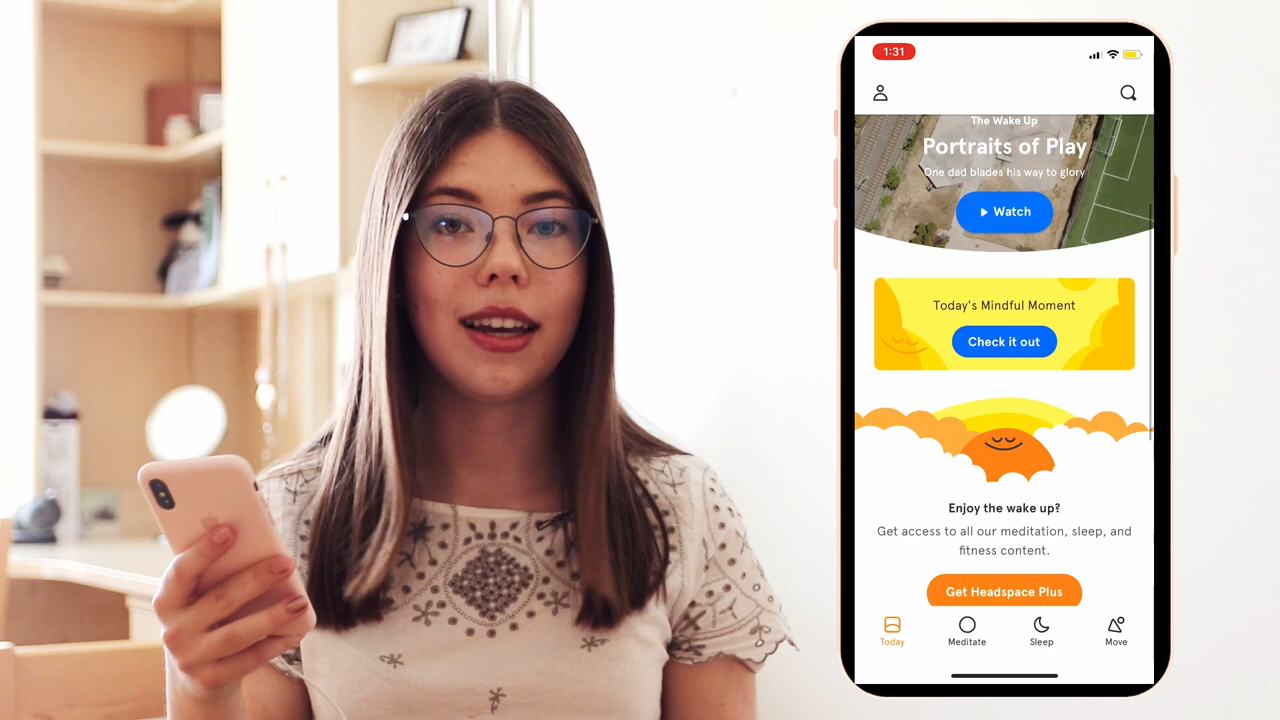 1:31
The Wake Up
Portraits of Play
One dad blades his way to glory
Watch
Today's Mindful Moment
Check it out
Enjoy the wake up?
Get access to all our meditation, sleep, and
fitness content.
Get Headspace Plus
Today Meditate Sleep Move